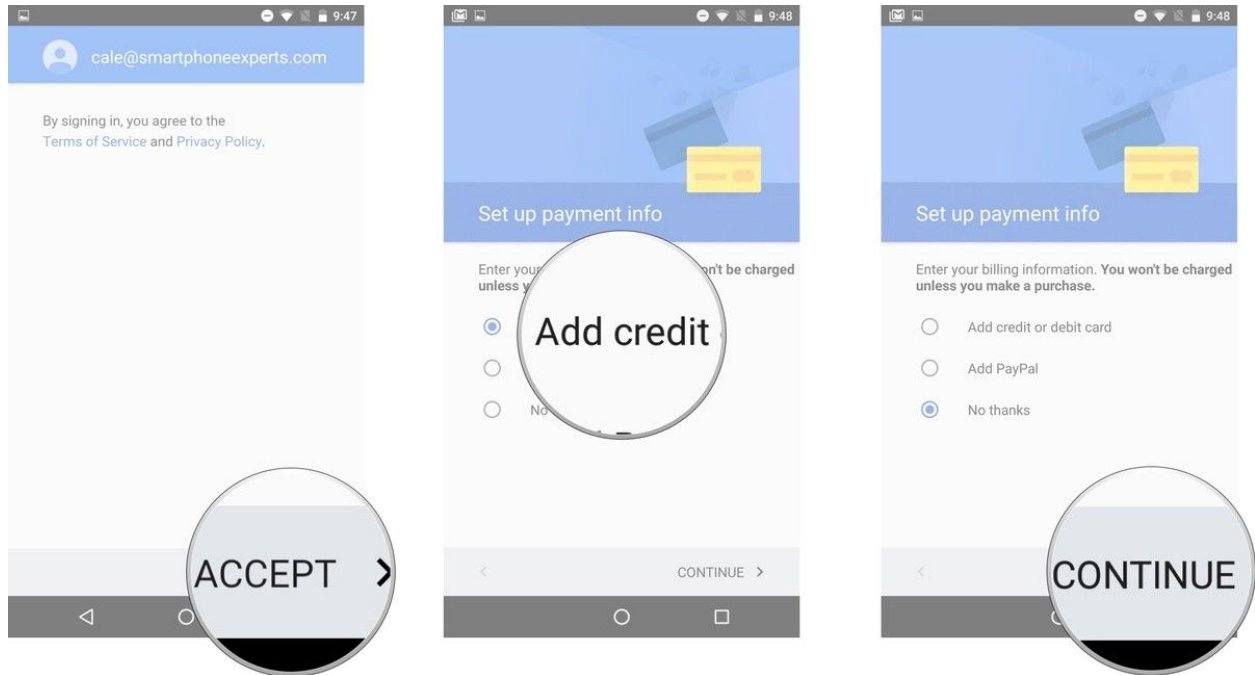 9:47
cale@smartphoneexperts.com
By signing in, you agree to the
Terms of Service and Privacy Policy.
ACCEPT
9:48
Set up payment info
Enter your on't be charged
unless y
Add credit
No
CONTINUE
9:48
Set up payment info
Enter your billing information. You won't be charged
unless you make a purchase.
Add credit or debit card
Add PayPal
No thanks
CONTINUE